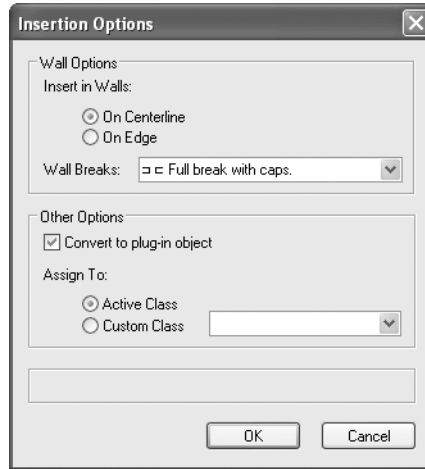 Insertion Options
Wall Options
Insert in Walls:
On Centerline
On Edge
Wall Breaks: Full break with caps.
Other Options
Convert to plug-in object
Assign To:
Active Class
Custom Class
OK Cancel